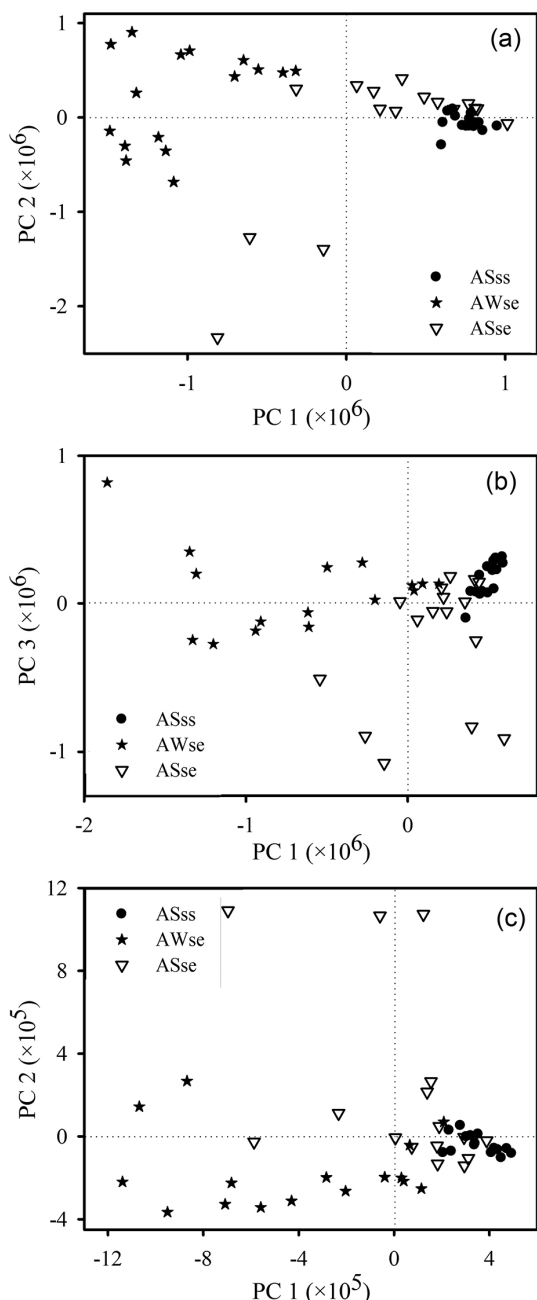 (a)
1
0
-1
-2
PC 2 (×10⁶)
ASss
AWse
ASse
-1 0 1
PC 1 (×10⁶)
(b)
1
0
-1
PC 3 (×10⁶)
ASss
AWse
ASse
-2 -1 0
PC 1 (×10⁶)
(c)
12
8
4
0
-4
PC 2 (×10⁵)
ASss
AWse
ASse
-12 -8 -4 0 4
PC 1 (×10⁵)